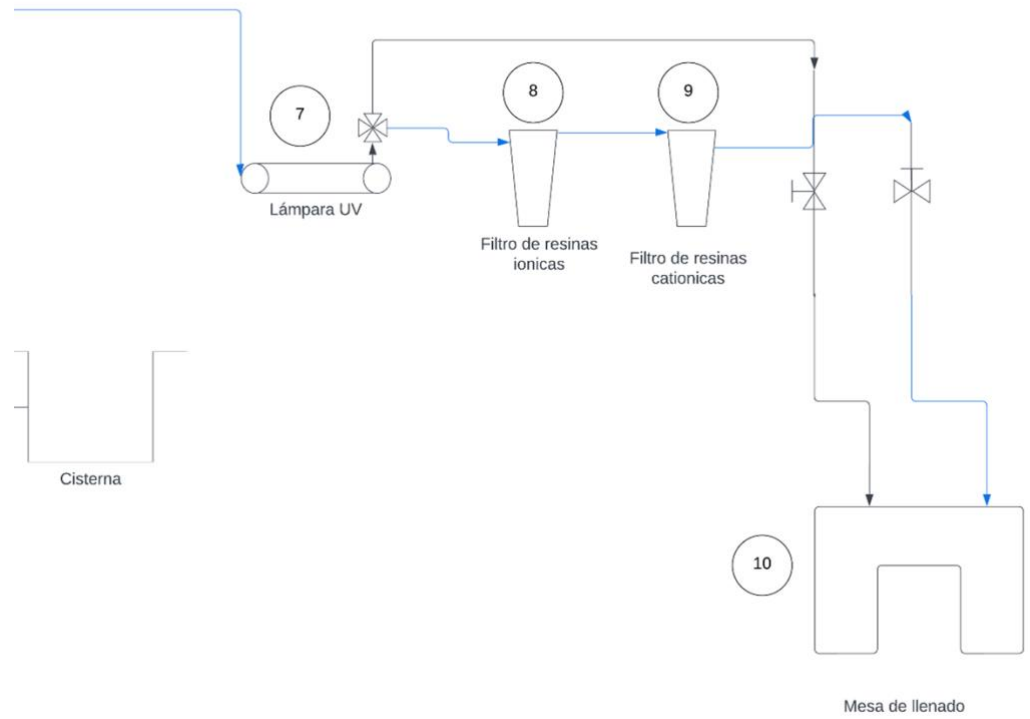 7
8
9
Lámpara UV
Filtro de resinas
ionicas
Filtro de resinas
cationicas
Cisterna
10
Mesa de llenado